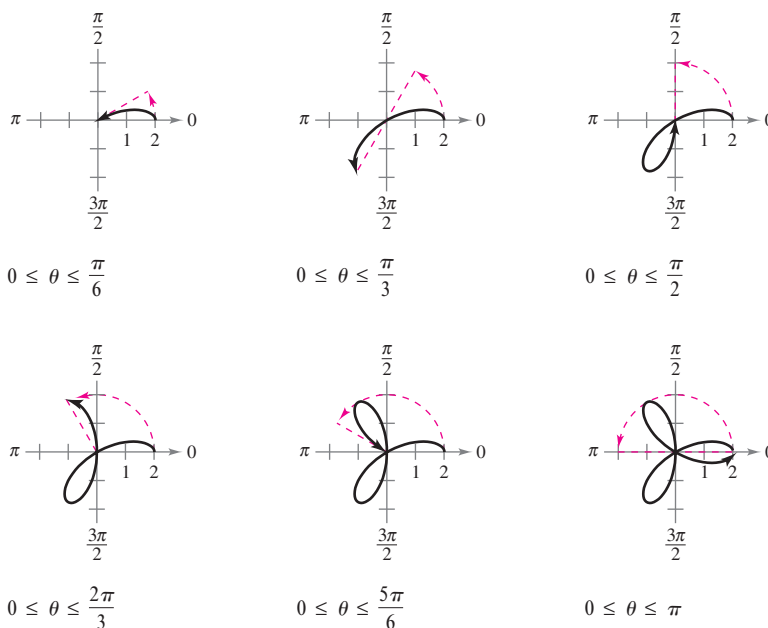 π/2 π/2 π/2
π 1 2 0 π 1 2 0 π 1 2 0
3π/2 3π/2 3π/2
0 ≤ θ ≤ π/6 0 ≤ θ ≤ π/3 0 ≤ θ ≤ π/2
π/2 π/2 π/2
π 1 2 0 π 1 2 0 π 1 2 0
3π/2 3π/2 3π/2
0 ≤ θ ≤ 2π/3 0 ≤ θ ≤ 5π/6 0 ≤ θ ≤ π